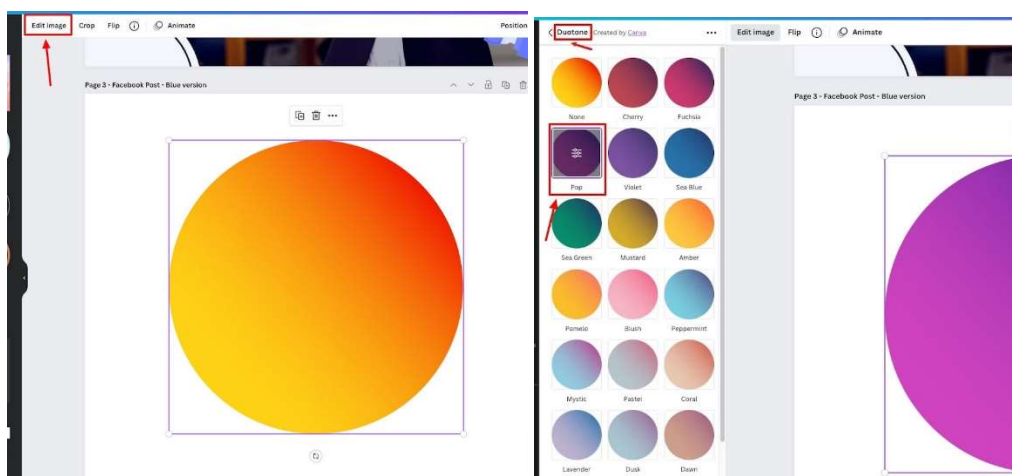 Edit image Crop Flip Animate Position
Page 3 - Facebook Post - Blue version
Duotone Created by Canva
Edit image Flip Animate
Page 3 - Facebook Post - Blue version
None Cherry Fuchsia
Pop Violet Sea Blue
Sea Green Mustard Amber
Pomelo Blush Peppermint
Mystic Pastel Coral
Lavender Dusk Dawn